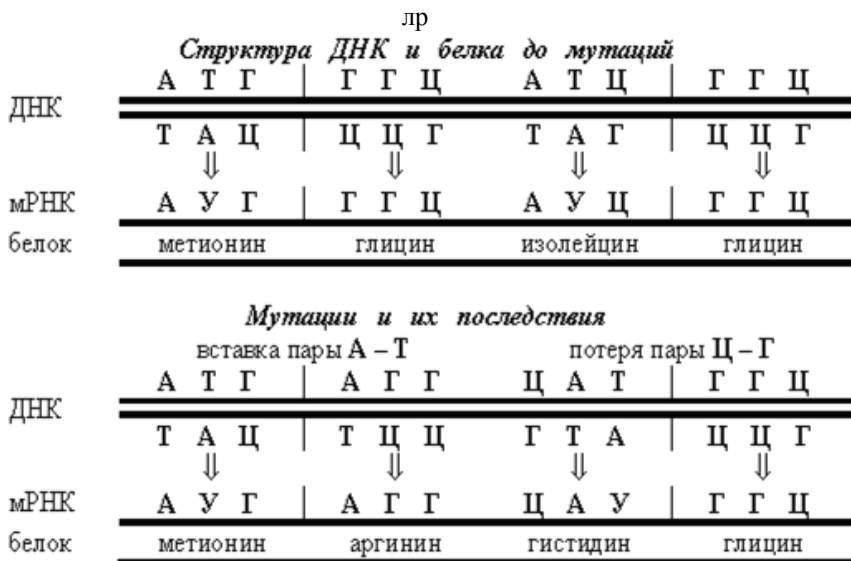 лр
Структура ДНК и белка до мутаций
А Т Г | Г Г Ц А Т Ц | Г Г Ц
ДНК
Т А Ц | Ц Ц Г Т А Г | Ц Ц Г
⇓ ⇓ ⇓ ⇓
мРНК А У Г | Г Г Ц А У Ц | Г Г Ц
белок метионин глицин изолейцин глицин
Мутации и их последствия
вставка пары А – Т потеря пары Ц – Г
А Т Г | А Г Г Ц А Т | Г Г Ц
ДНК
Т А Ц | Т Ц Ц Г Т А | Ц Ц Г
⇓ ⇓ ⇓ ⇓
мРНК А У Г | А Г Г Ц А У | Г Г Ц
белок метионин аргинин гистидин глицин